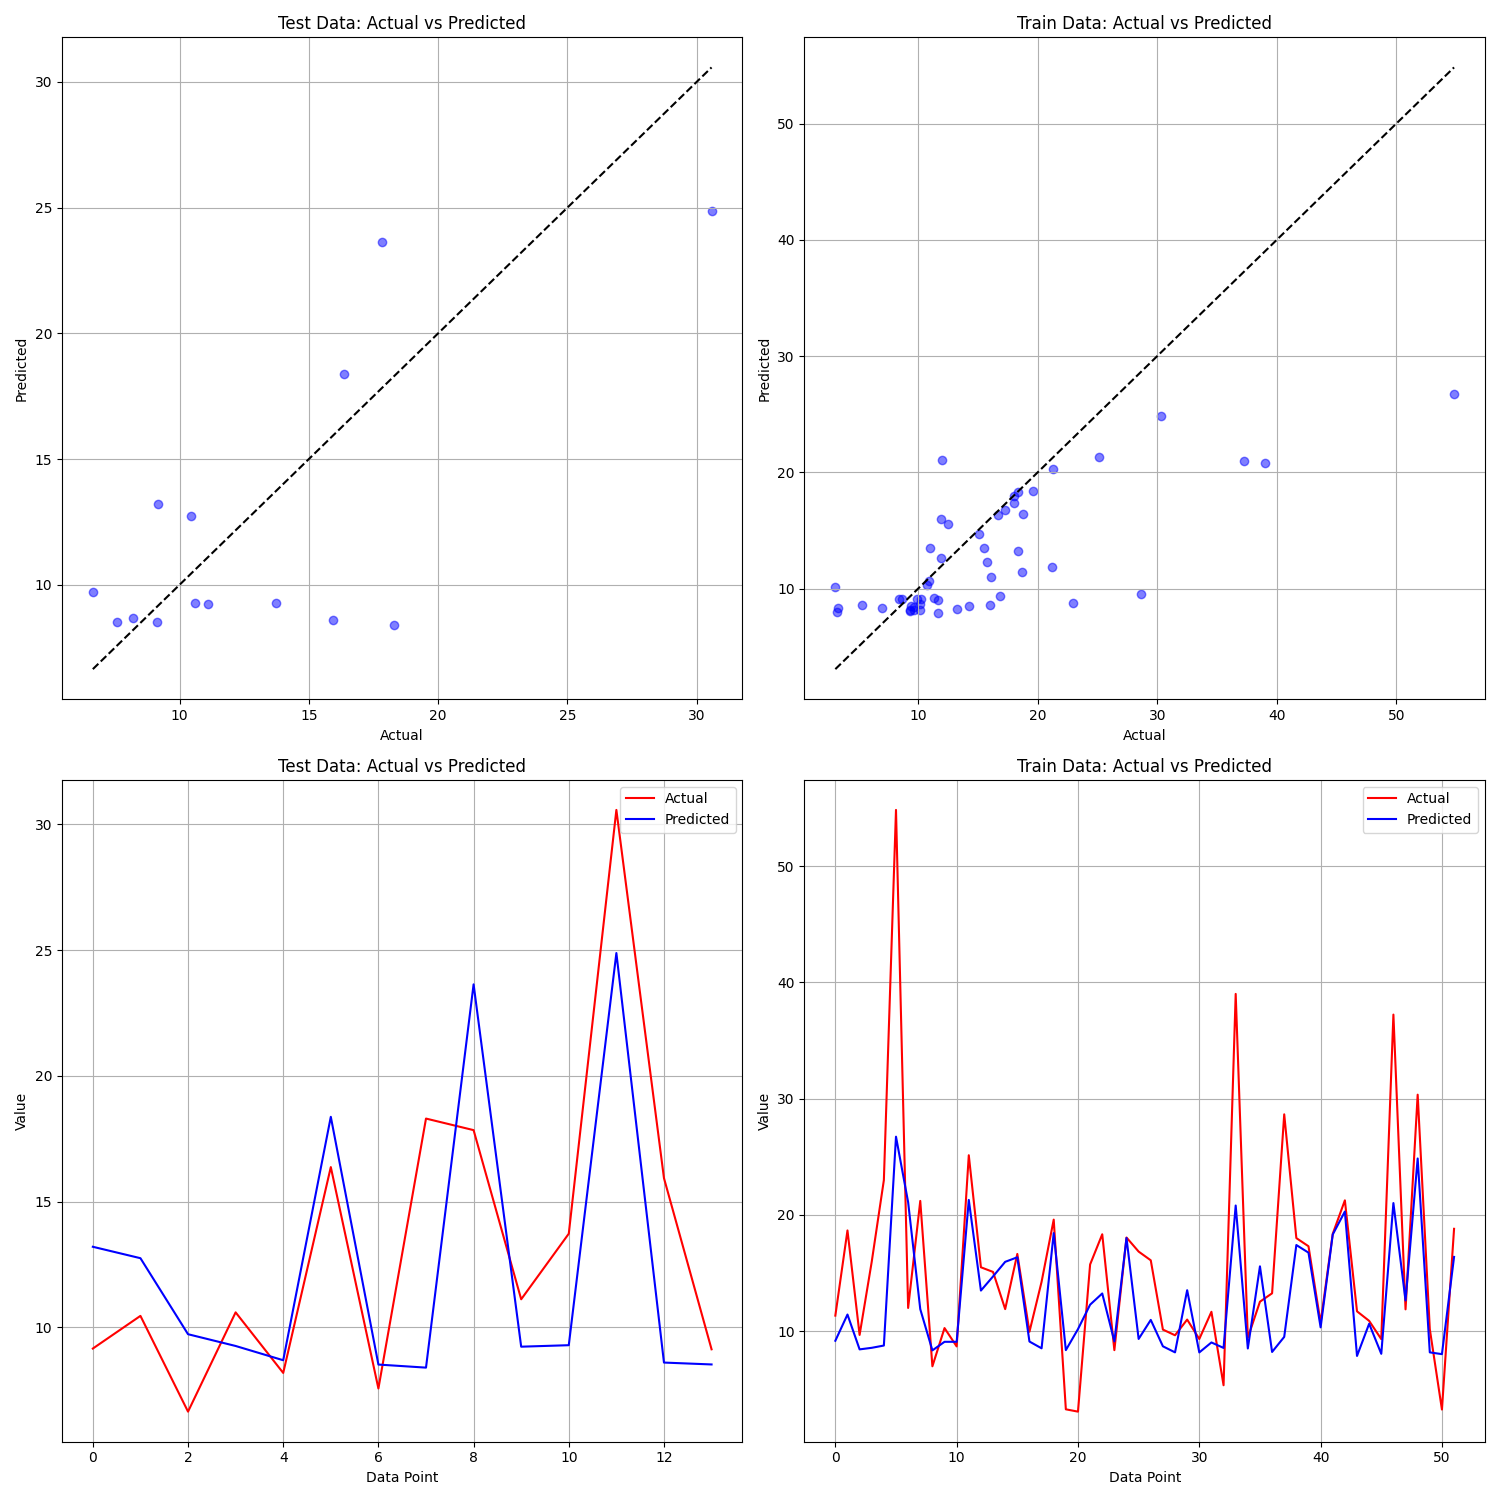 Test Data: Actual vs Predicted
30
25
20
15
10
Predicted
10 15 20 25 30
Actual
Train Data: Actual vs Predicted
50
40
30
20
10
Predicted
10 20 30 40 50
Actual
Test Data: Actual vs Predicted
Actual
Predicted
30
25
20
15
10
Value
0 2 4 6 8 10 12
Data Point
Train Data: Actual vs Predicted
Actual
Predicted
50
40
30
20
10
Value
0 10 20 30 40 50
Data Point